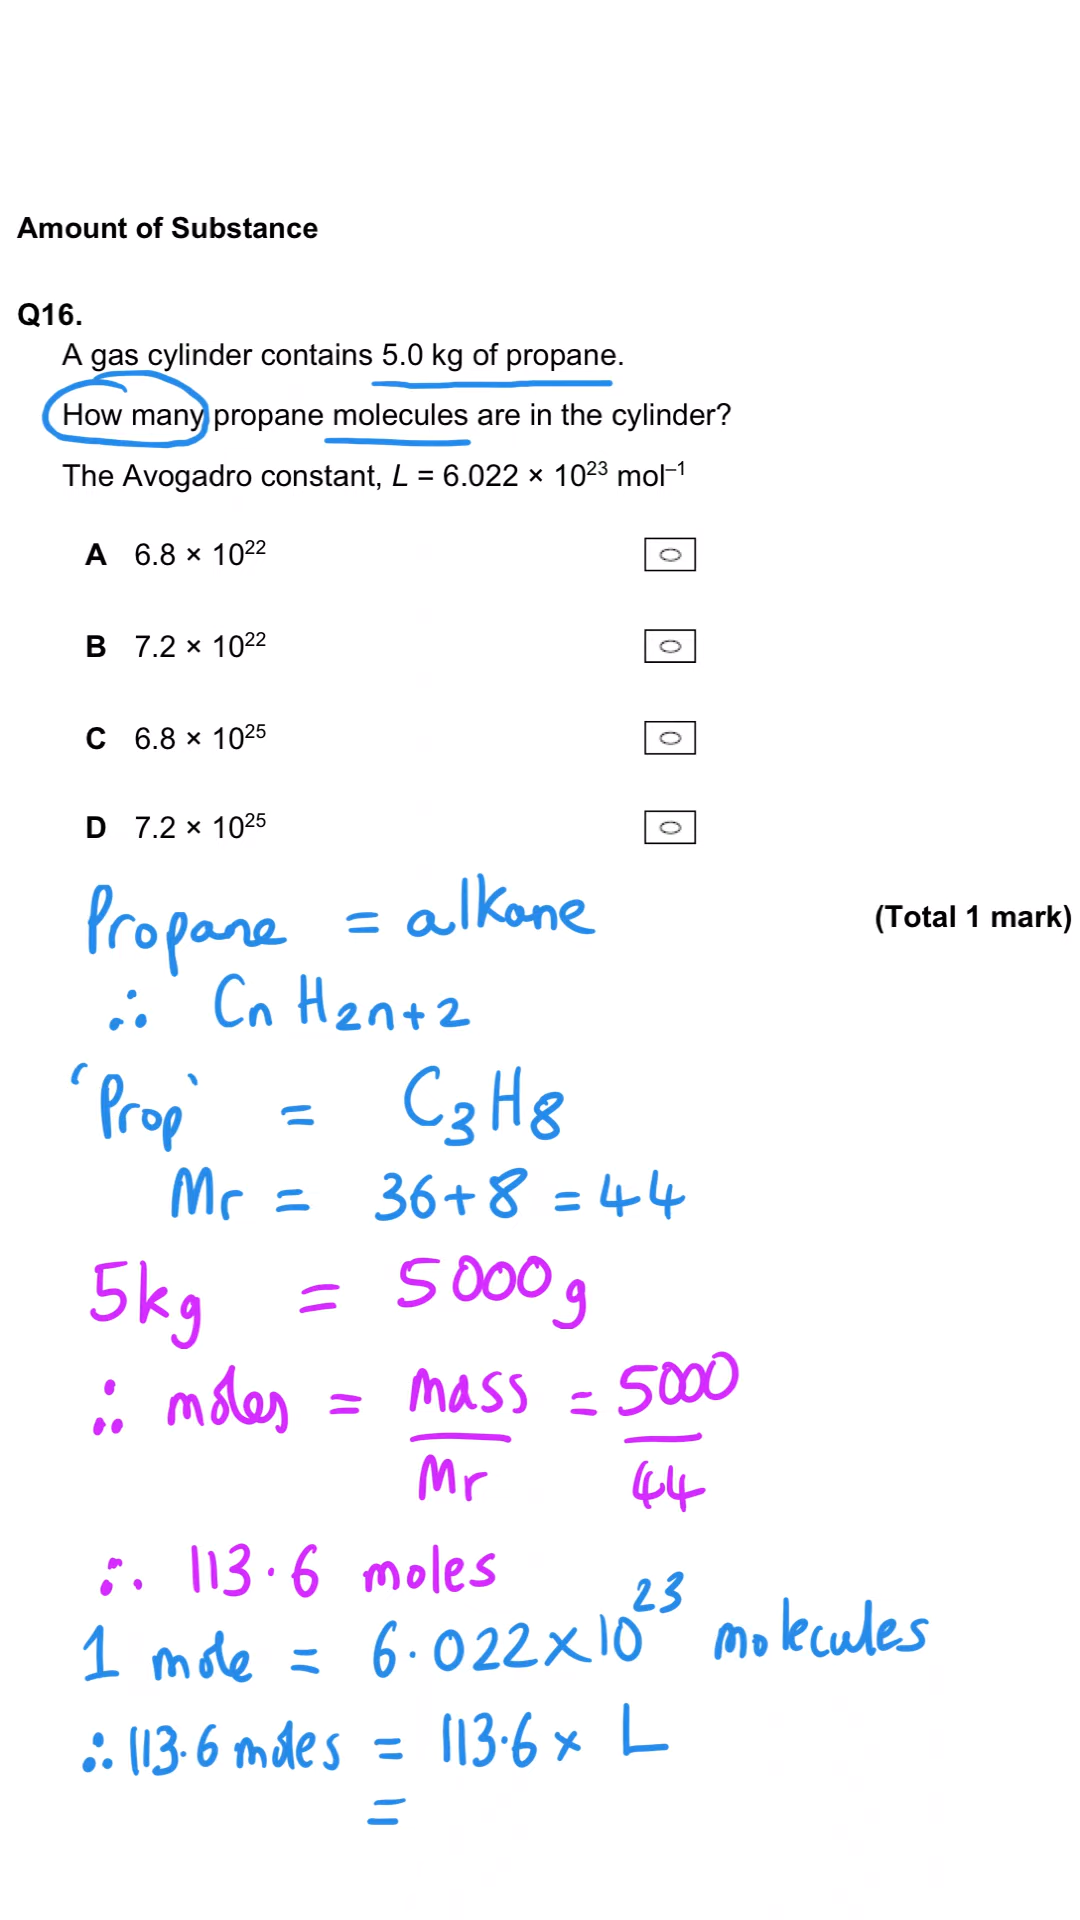 Amount of Substance
Q16.
A gas cylinder contains 5.0 kg of propane.
How many propane molecules are in the cylinder?
The Avogadro constant, L = 6.022 × 10²³ mol⁻¹
A 6.8 × 10²²
B 7.2 × 10²²
C 6.8 × 10²⁵
D 7.2 × 10²⁵
(Total 1 mark)
Propane = alkane
∴ CnH2n+2
'Prop' = C₃H₈
Mr = 36+8 = 44
5kg = 5000g
∴ moles = mass/Mr = 5000/44
∴ 113.6 moles
1 mole = 6.022×10²³ molecules
∴ 113.6 moles = 113.6 × L
=